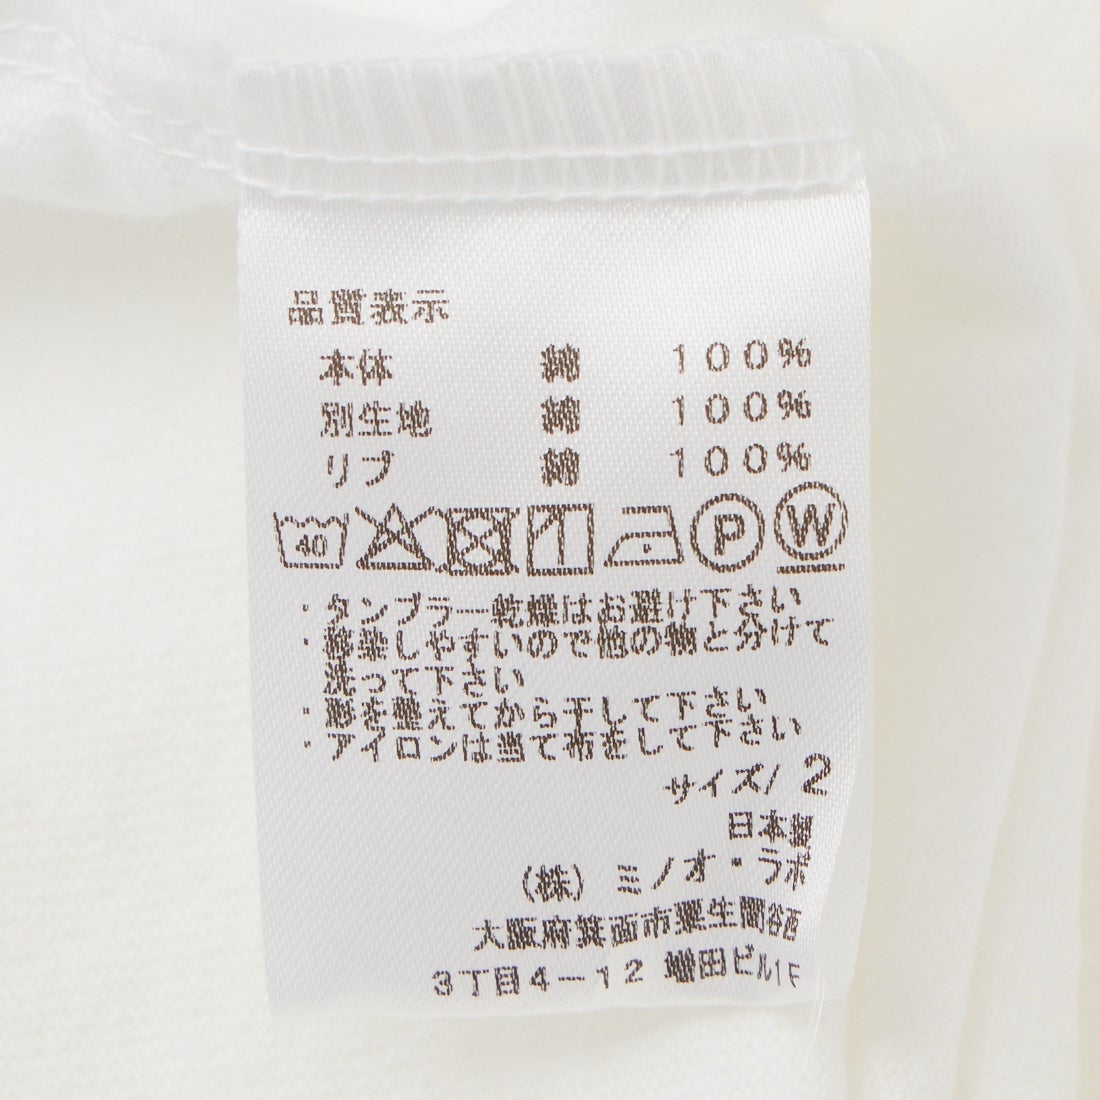 品質表示
本体 綿 100%
別生地 綿 100%
リブ 綿 100%
40 P W
・タンブラー乾燥はお避け下さい
・移染しやすいので他の物と分けて
洗って下さい
・形を整えてから干して下さい
・アイロンは当て布をして下さい
サイズ/ 2
日本製
(株) ミノオ・ラボ
大阪府箕面市粟生間谷西
3丁目4-12 増田ビル1F